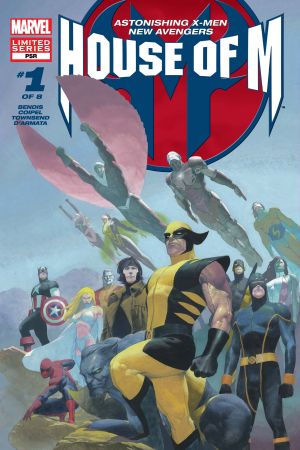 MARVEL
LIMITED
SERIES
PSR
ASTONISHING X-MEN
NEW AVENGERS
HOUSE OF M
#1
OF 8
BENDIS
COIPEL
TOWNSEND
D'ARMATA